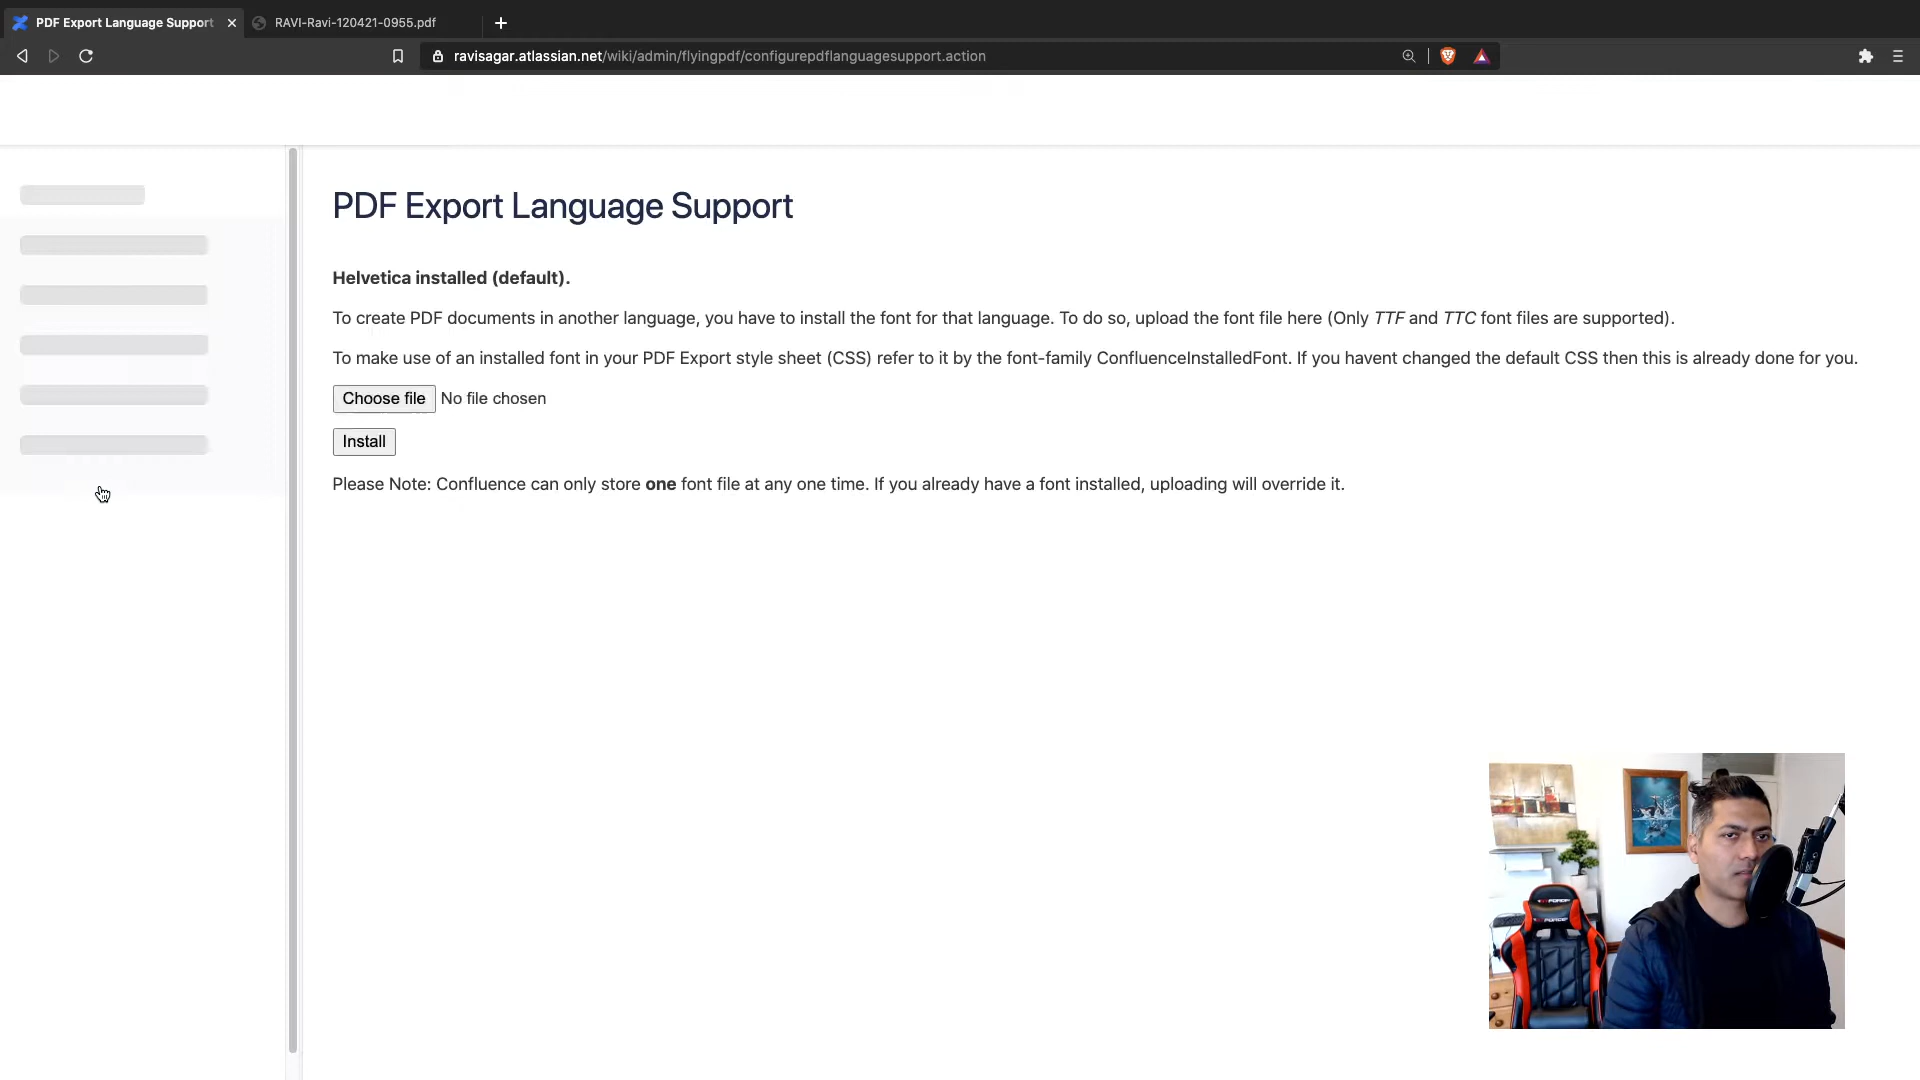 PDF Export Language Support
RAVI-Ravi-120421-0955.pdf
ravisagar.atlassian.net/wiki/admin/flyingpdf/configurepdflanguagesupport.action
PDF Export Language Support
Helvetica installed (default).
To create PDF documents in another language, you have to install the font for that language. To do so, upload the font file here (Only TTF and TTC font files are supported).
To make use of an installed font in your PDF Export style sheet (CSS) refer to it by the font-family ConfluenceInstalledFont. If you havent changed the default CSS then this is already done for you.
Choose file No file chosen
Install
Please Note: Confluence can only store one font file at any one time. If you already have a font installed, uploading will override it.